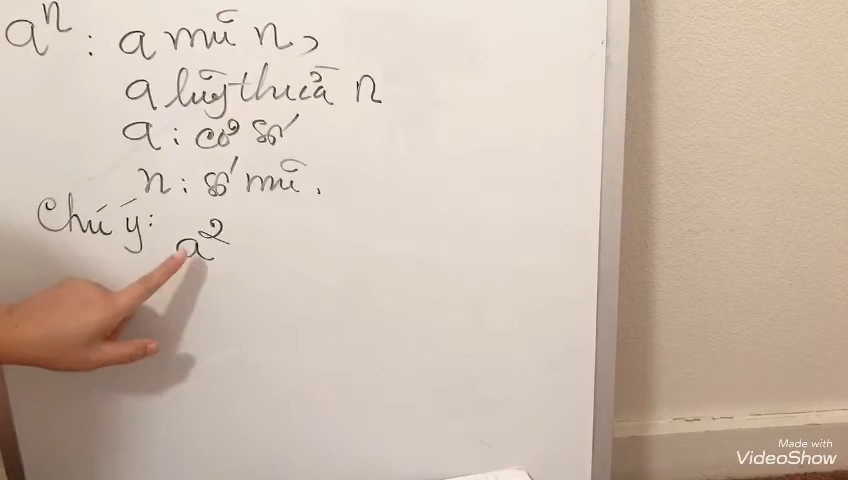 aⁿ : a mũ n,
a lũy thừa n
a : cơ số
n : số mũ.
Chú ý: a²
Made with
VideoShow